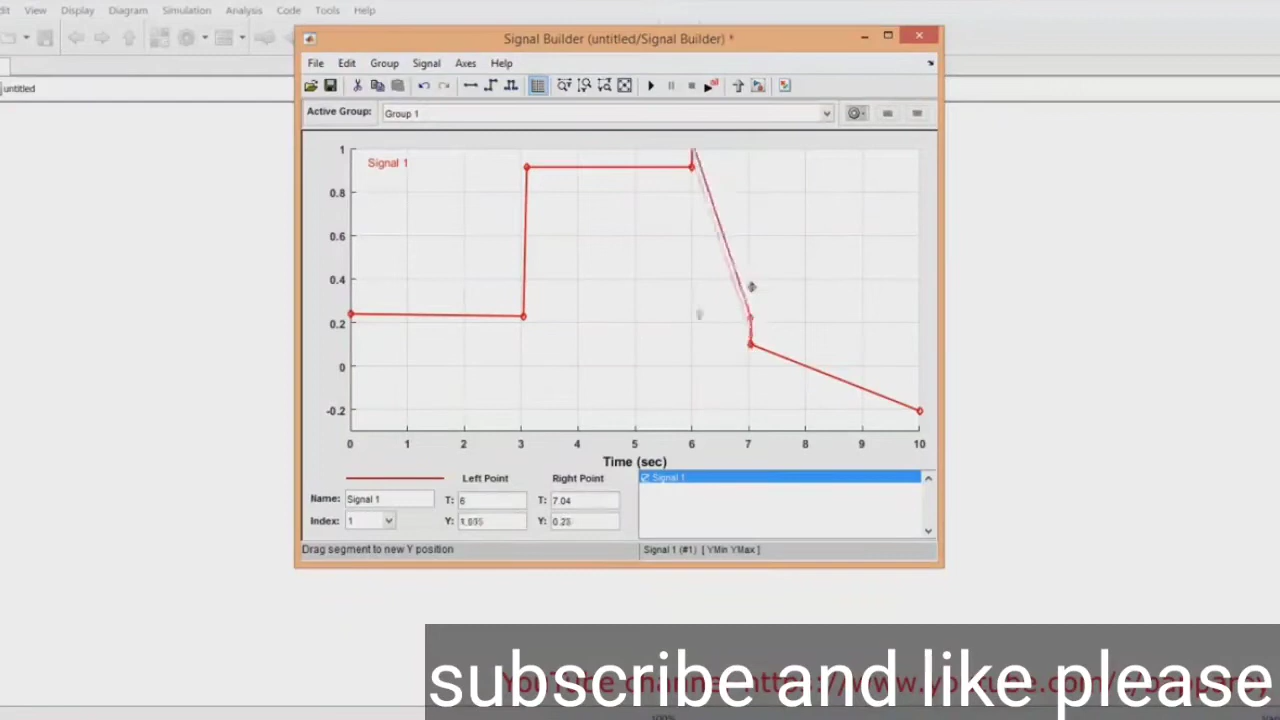 View Display Diagram Simulation Analysis Code Tools Help
untitled
Signal Builder (untitled/Signal Builder) *
File Edit Group Signal Axes Help
Active Group: Group 1
Signal 1
1
0.8
0.6
0.4
0.2
0
-0.2
0 1 2 3 4 5 6 7 8 9 10
Time (sec)
Left Point Right Point
Name: Signal 1 T: 6 T: 7.04
Index: 1 Y: Y:
Signal 1
Drag segment to new Y position Signal 1 (#1) [ YMin YMax ]
YouTube channel
subscribe and like please
100%